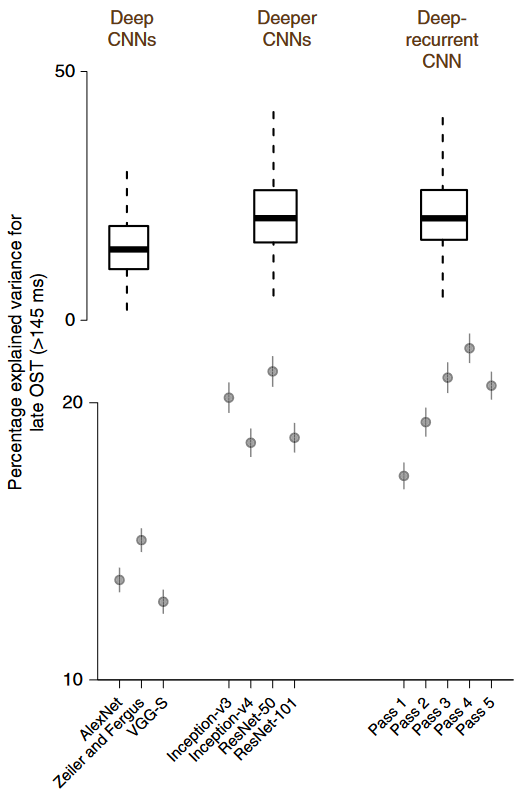 Deep
CNNs
Deeper
CNNs
Deep-
recurrent
CNN
50
0
20
10
Percentage explained variance for
late OST (>145 ms)
AlexNet
Zeiler and Fergus
VGG-S
Inception-v3
Inception-v4
ResNet-50
ResNet-101
Pass 1
Pass 2
Pass 3
Pass 4
Pass 5